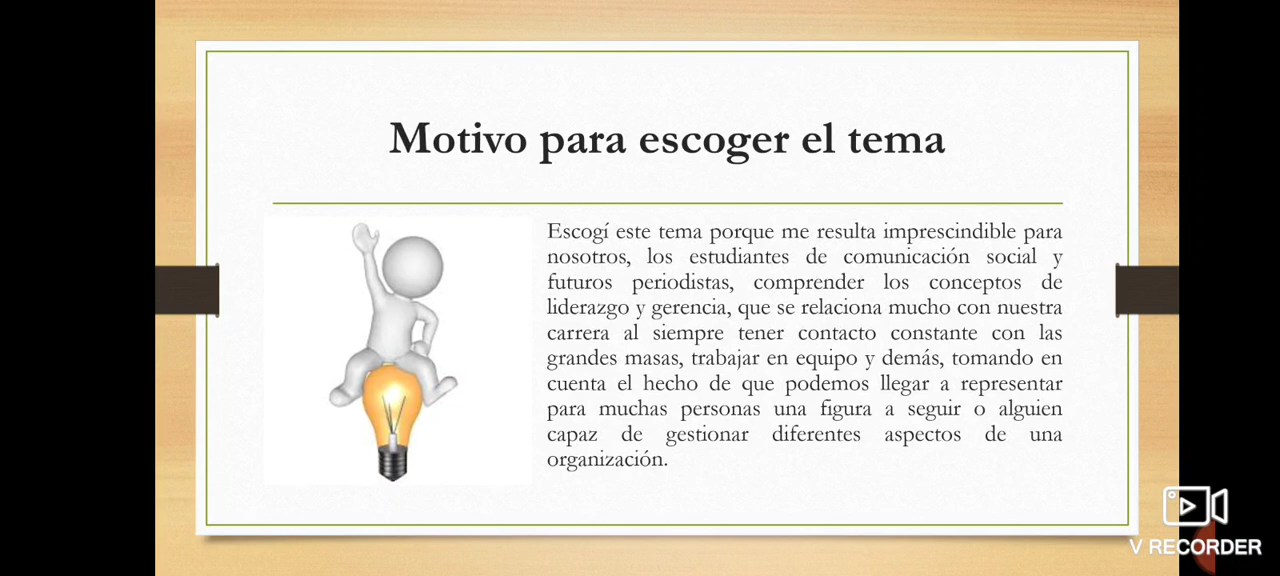 Motivo para escoger el tema
Escogí este tema porque me resulta imprescindible para
nosotros, los estudiantes de comunicación social y
futuros periodistas, comprender los conceptos de
liderazgo y gerencia, que se relaciona mucho con nuestra
carrera al siempre tener contacto constante con las
grandes masas, trabajar en equipo y demás, tomando en
cuenta el hecho de que podemos llegar a representar
para muchas personas una figura a seguir o alguien
capaz de gestionar diferentes aspectos de una
organización.
V RECORDER